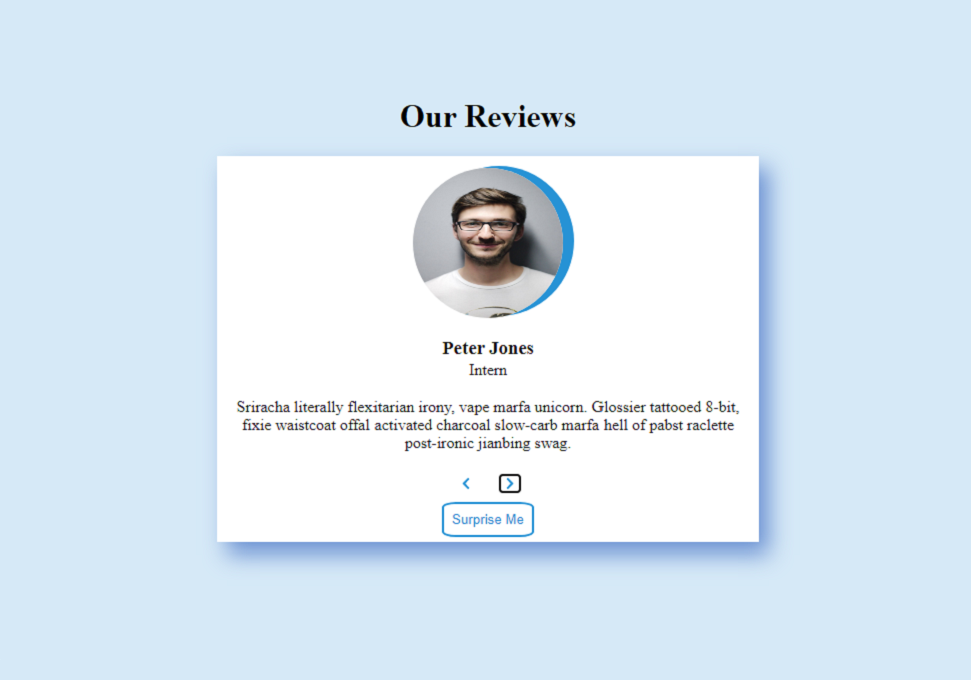 Our Reviews
Peter Jones
Intern
Sriracha literally flexitarian irony, vape marfa unicorn. Glossier tattooed 8-bit,
fixie waistcoat offal activated charcoal slow-carb marfa hell of pabst raclette
post-ironic jianbing swag.
Surprise Me